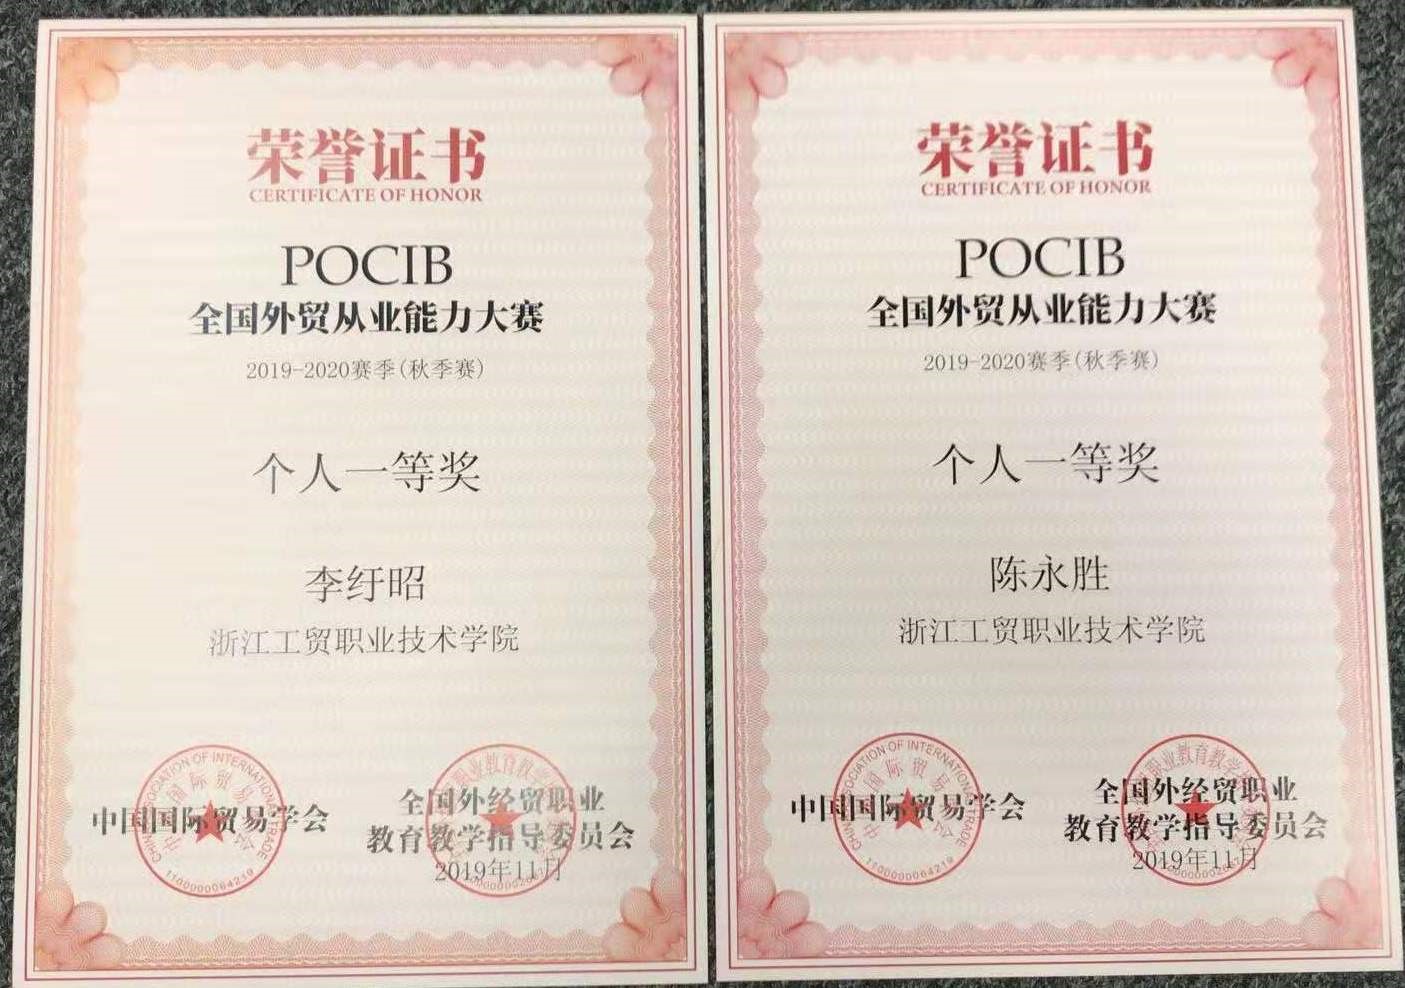 荣誉证书
CERTIFICATE OF HONOR
POCIB
全国外贸从业能力大赛
2019-2020赛季(秋季赛)
个人一等奖
李纡昭
浙江工贸职业技术学院
中国国际贸易学会
全国外经贸职业
教育教学指导委员会
2019年11月
1100000064219
荣誉证书
CERTIFICATE OF HONOR
POCIB
全国外贸从业能力大赛
2019-2020赛季(秋季赛)
个人一等奖
陈永胜
浙江工贸职业技术学院
中国国际贸易学会
全国外经贸职业
教育教学指导委员会
2019年11月
1100000064219